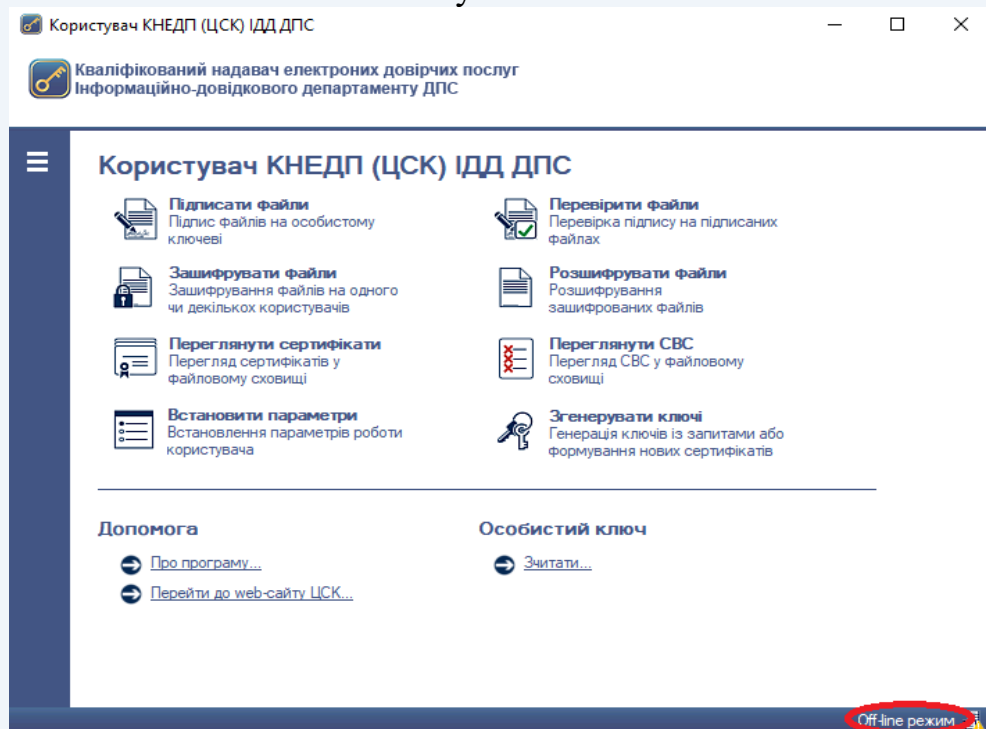 Користувач КНЕДП (ЦСК) ІДД ДПС
Кваліфікований надавач електроних довірчих послуг
Інформаційно-довідкового департаменту ДПС
Користувач КНЕДП (ЦСК) ІДД ДПС
Підписати файли
Підпис файлів на особистому
ключеві
Перевірити файли
Перевірка підпису на підписаних
файлах
Зашифрувати файли
Зашифрування файлів на одного
чи декількох користувачів
Розшифрувати файли
Розшифрування
зашифрованих файлів
Переглянути сертифікати
Перегляд сертифікатів у
файловому сховищі
Переглянути СВС
Перегляд СВС у файловому
сховищі
Встановити параметри
Встановлення параметрів роботи
користувача
Згенерувати ключі
Генерація ключів із запитами або
формування нових сертифікатів
Допомога
Про програму...
Перейти до web-сайту ЦСК...
Особистий ключ
Зчитати...
Off-line режим